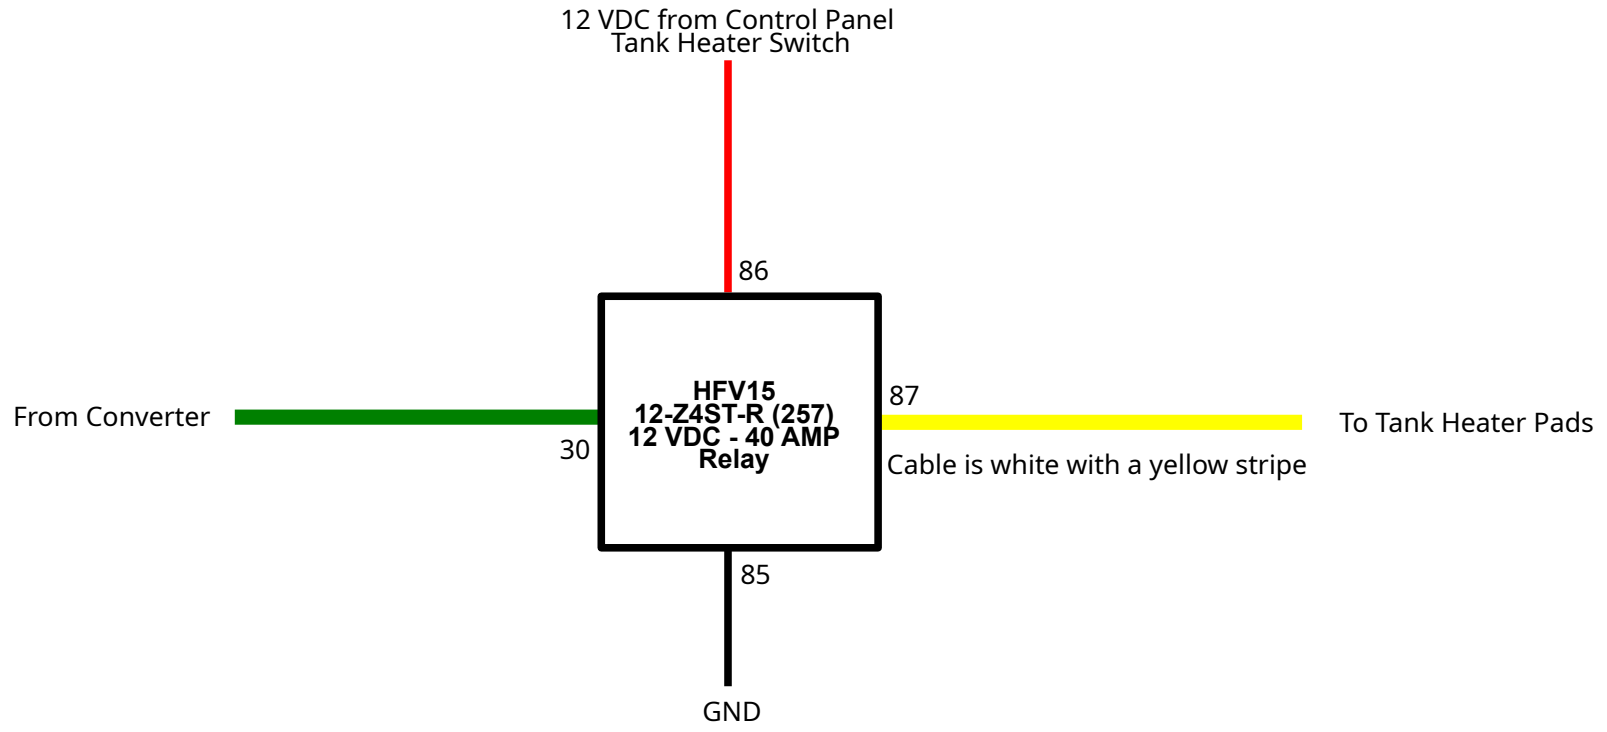 12 VDC from Control Panel
Tank Heater Switch
86
HFV15
12-Z4ST-R (257)
12 VDC - 40 AMP
Relay
87
From Converter
30
To Tank Heater Pads
Cable is white with a yellow stripe
85
GND